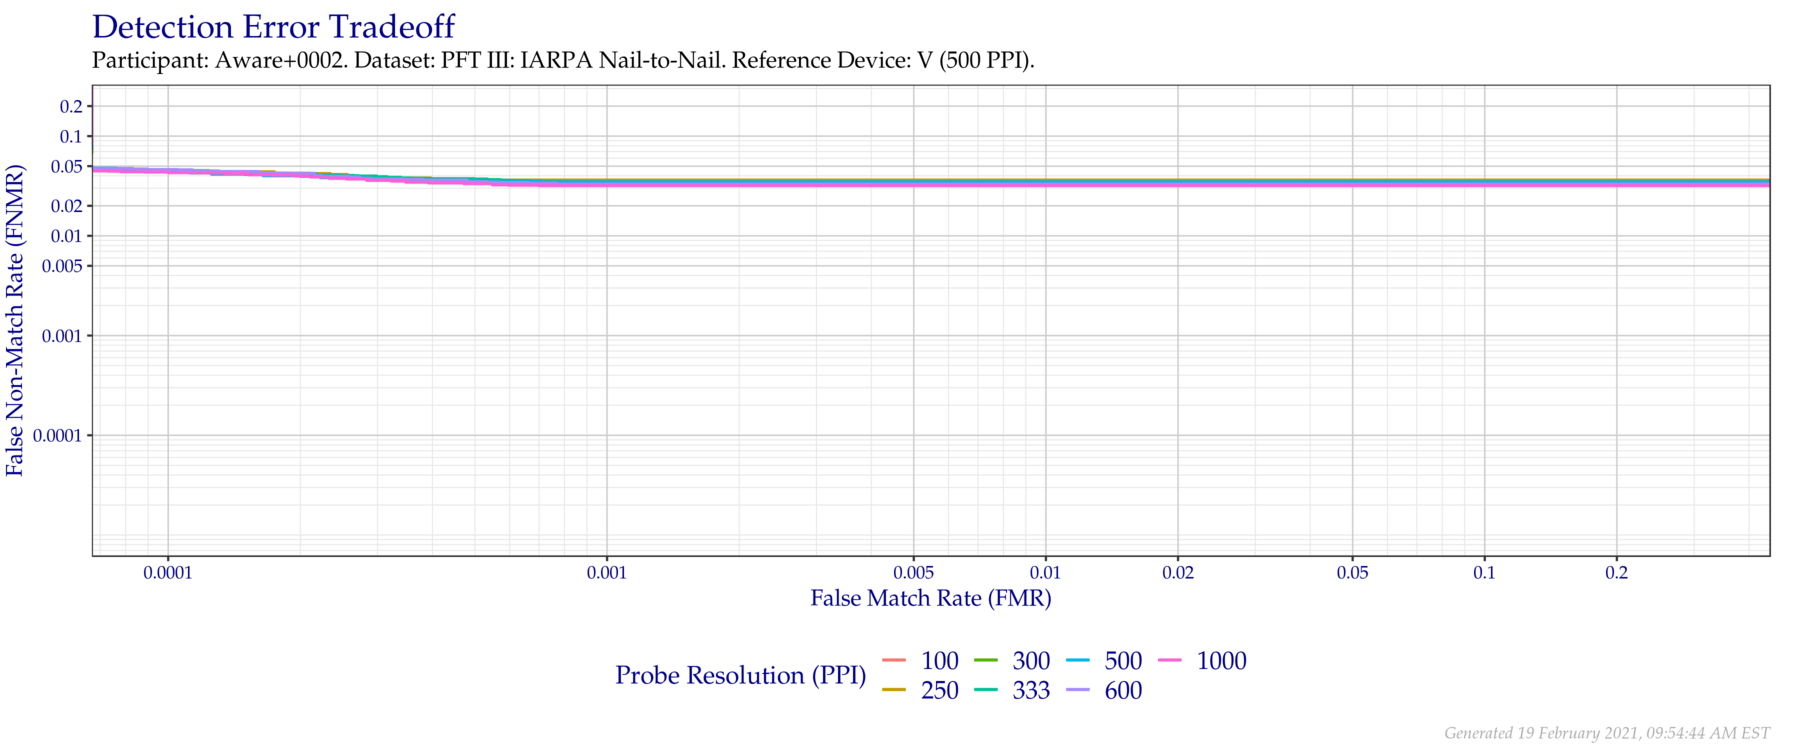 Detection Error Tradeoff
Participant: Aware+0002. Dataset: PFT III: IARPA Nail-to-Nail. Reference Device: V (500 PPI).
False Non-Match Rate (FNMR)
0.2
0.1
0.05
0.02
0.01
0.005
0.001
0.0001
0.0001 0.001 0.005 0.01 0.02 0.05 0.1 0.2
False Match Rate (FMR)
Probe Resolution (PPI)
100 300 500 1000
250 333 600
Generated 19 February 2021, 09:54:44 AM EST